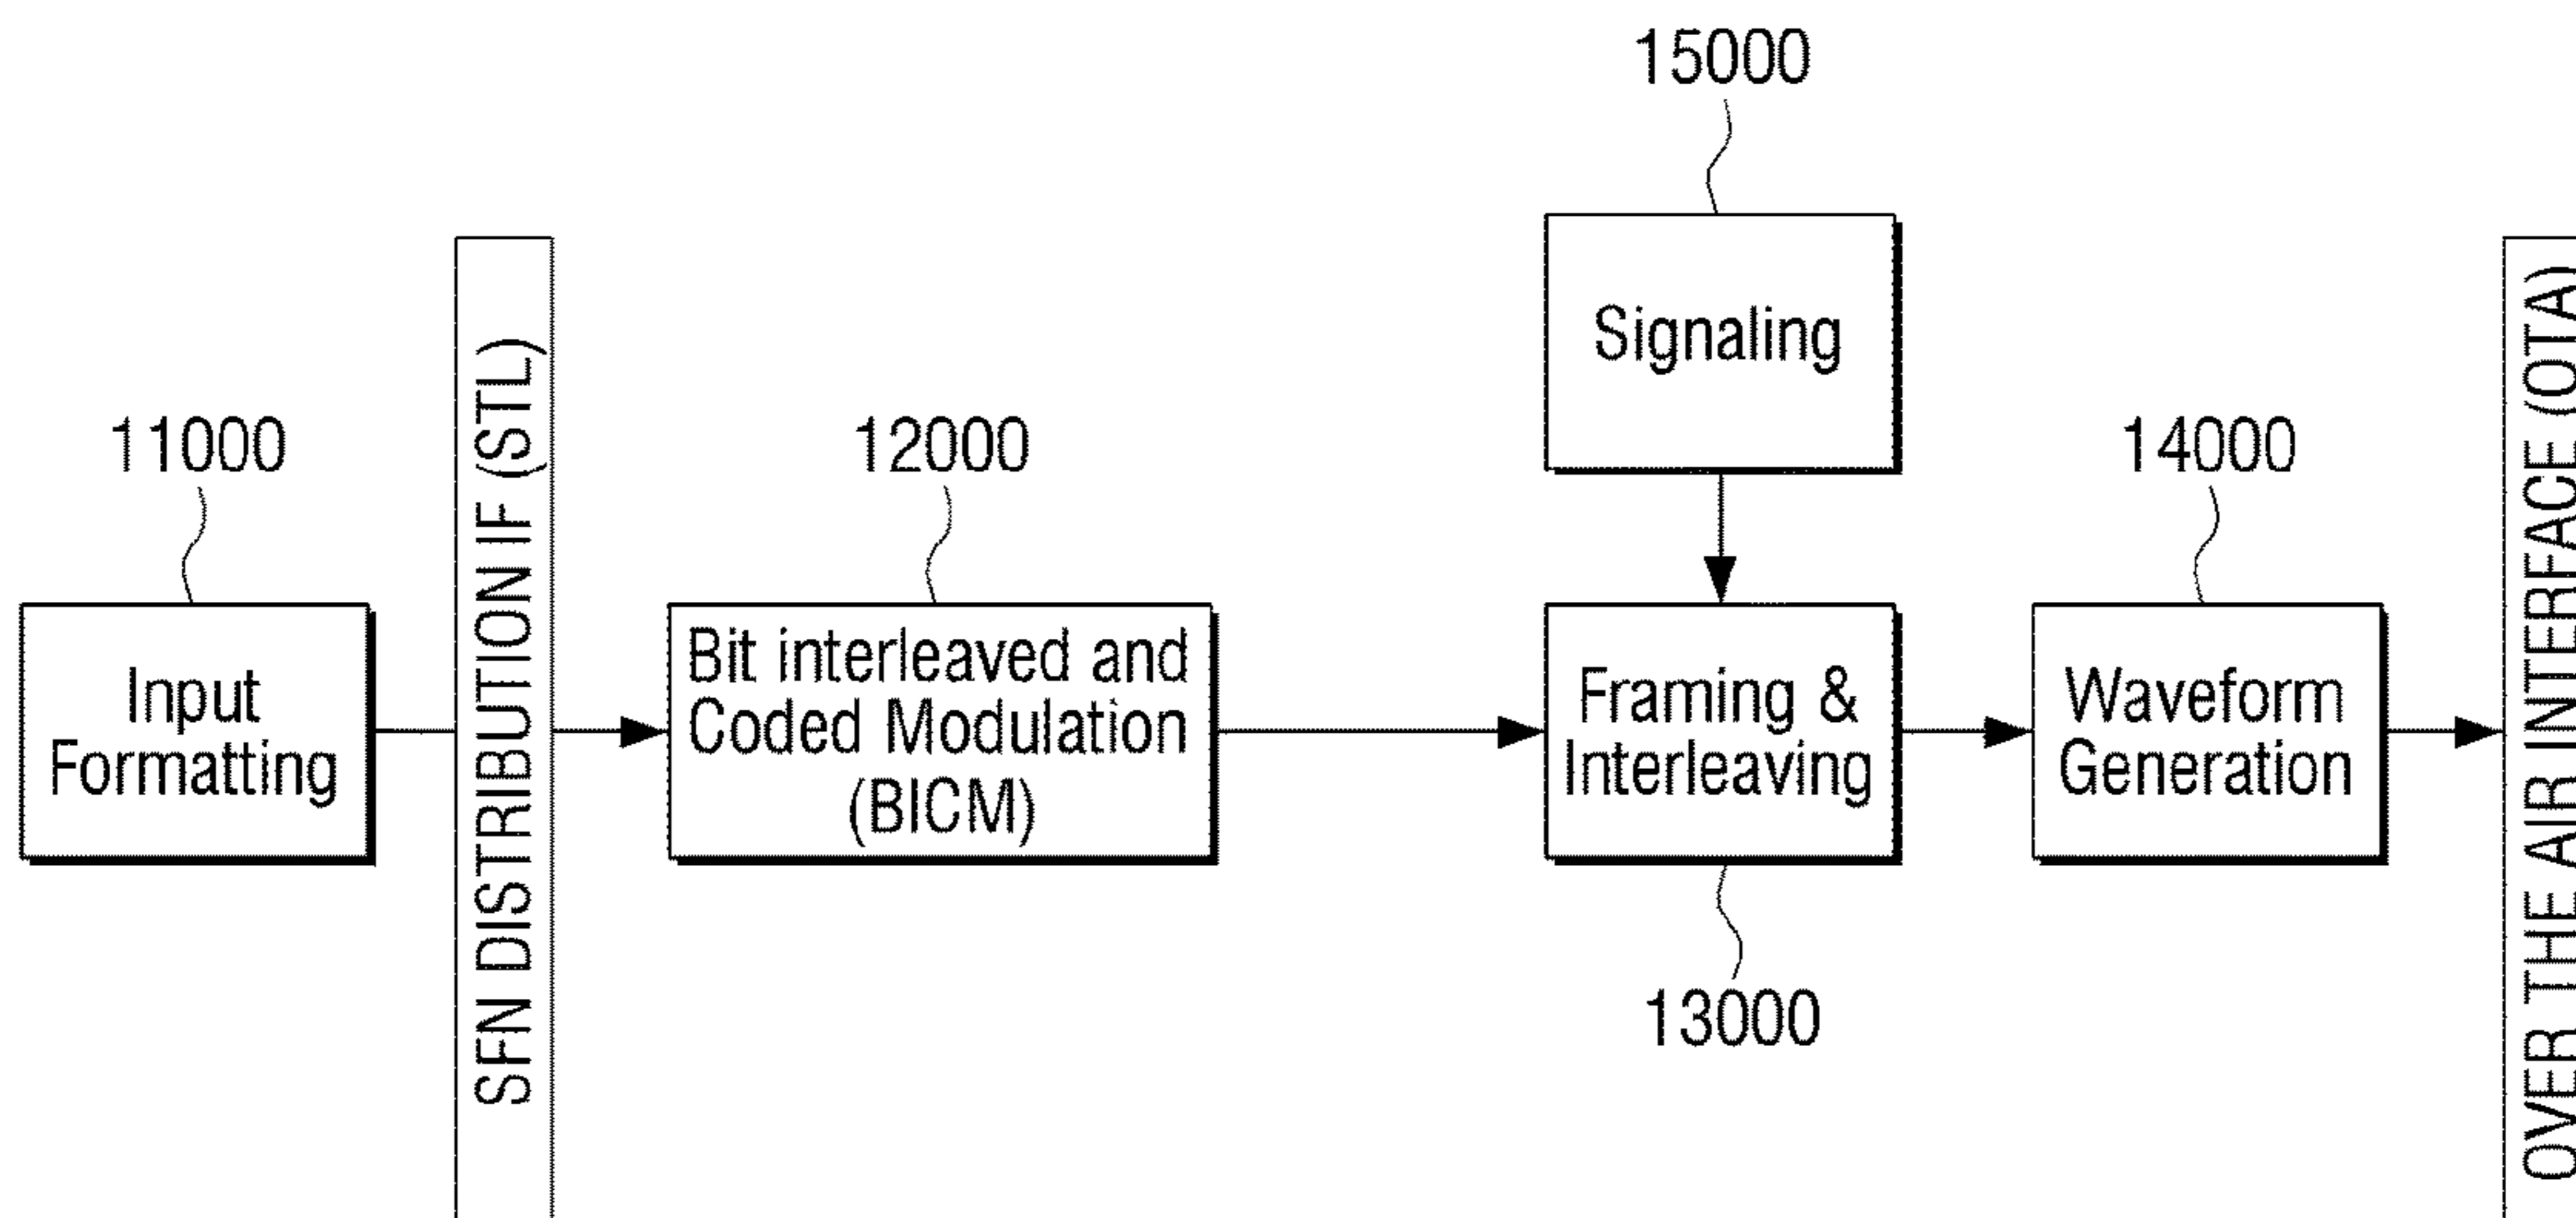 15000
Signaling
11000
SFN DISTRIBUTION IF (STL)
12000
14000
OVER THE AIR INTERFACE (OTA)
Input
Formatting
Bit interleaved and
Coded Modulation
(BICM)
Framing &
Interleaving
Waveform
Generation
13000